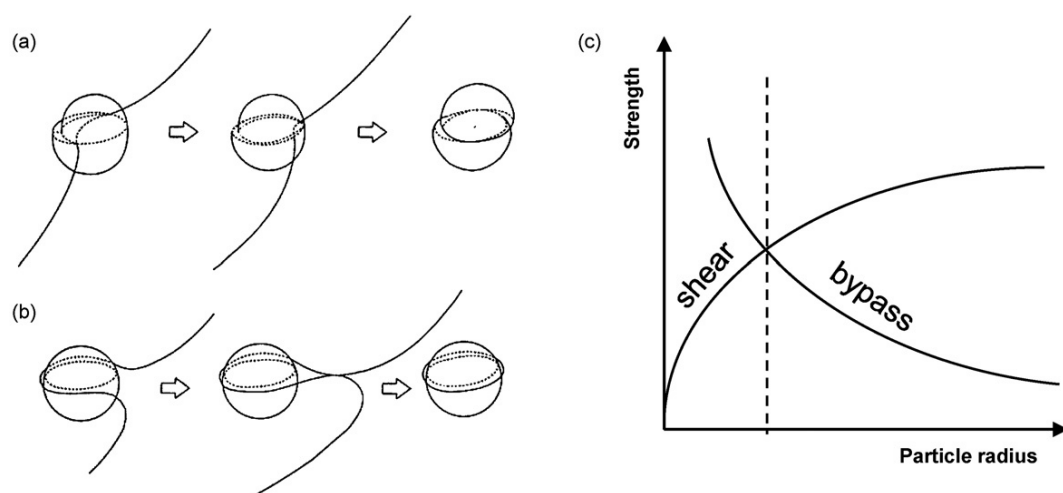 (a)
(b)
(c)
Strength
shear
bypass
Particle radius